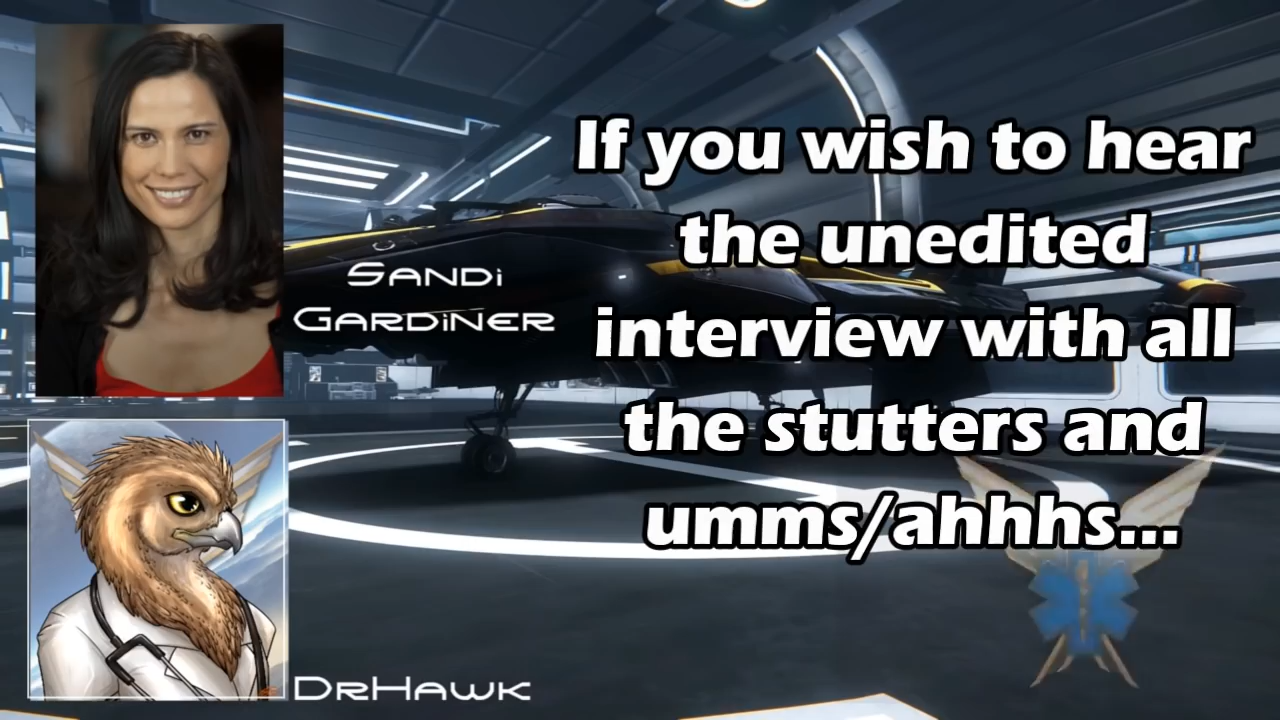 If you wish to hear
the unedited
interview with all
the stutters and
umms/ahhhs...
Sandi
Gardiner
DrHawk